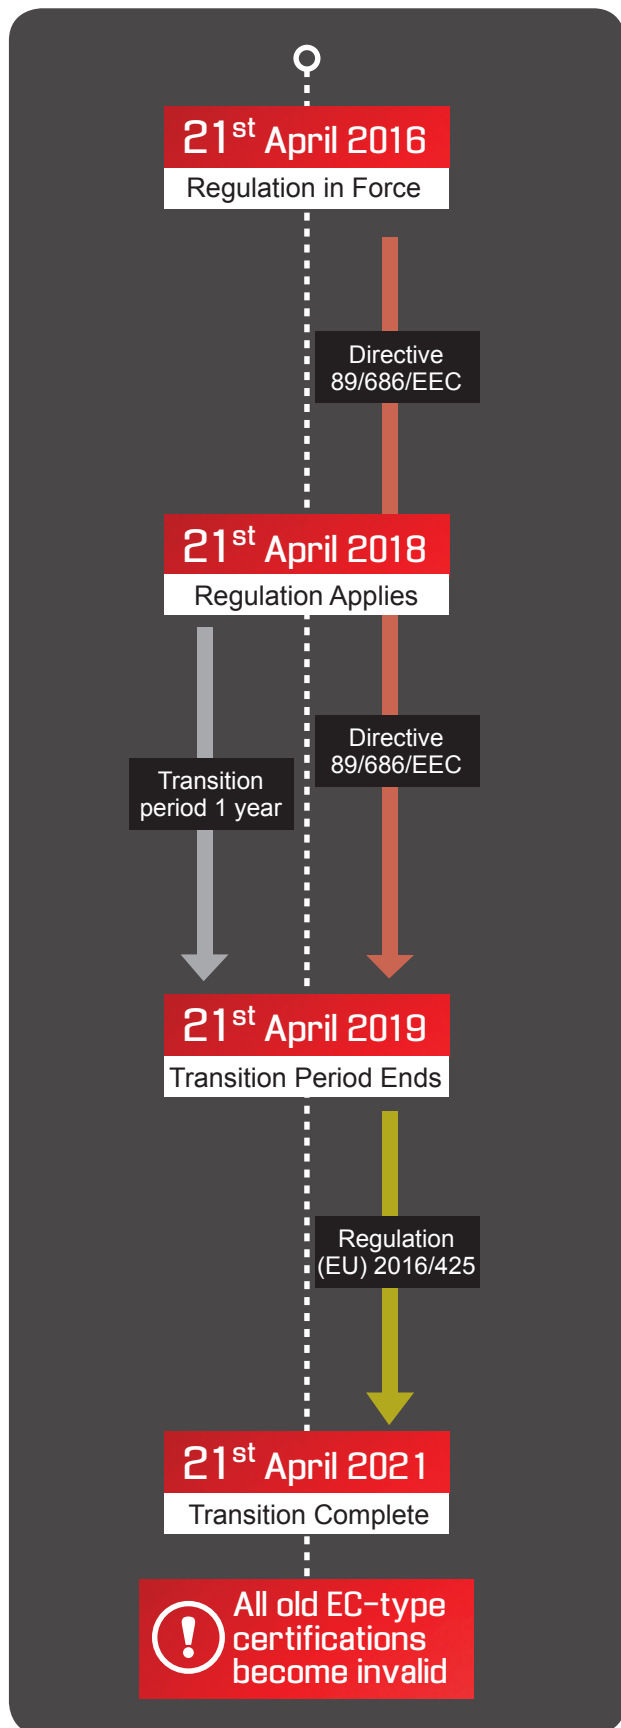 21st April 2016
Regulation in Force
Directive
89/686/EEC
21st April 2018
Regulation Applies
Directive
89/686/EEC
Transition
period 1 year
21st April 2019
Transition Period Ends
Regulation
(EU) 2016/425
21st April 2021
Transition Complete
All old EC-type
certifications
become invalid